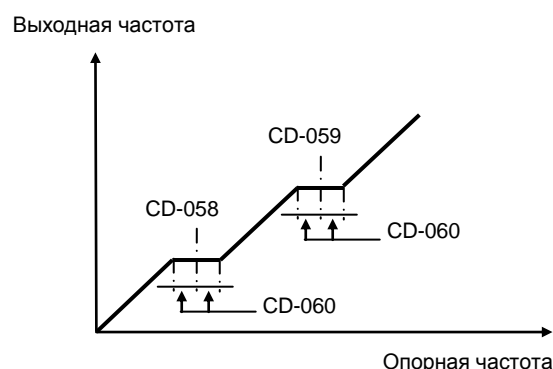 Выходная частота
CD-059
CD-058
CD-060
CD-060
Опорная частота